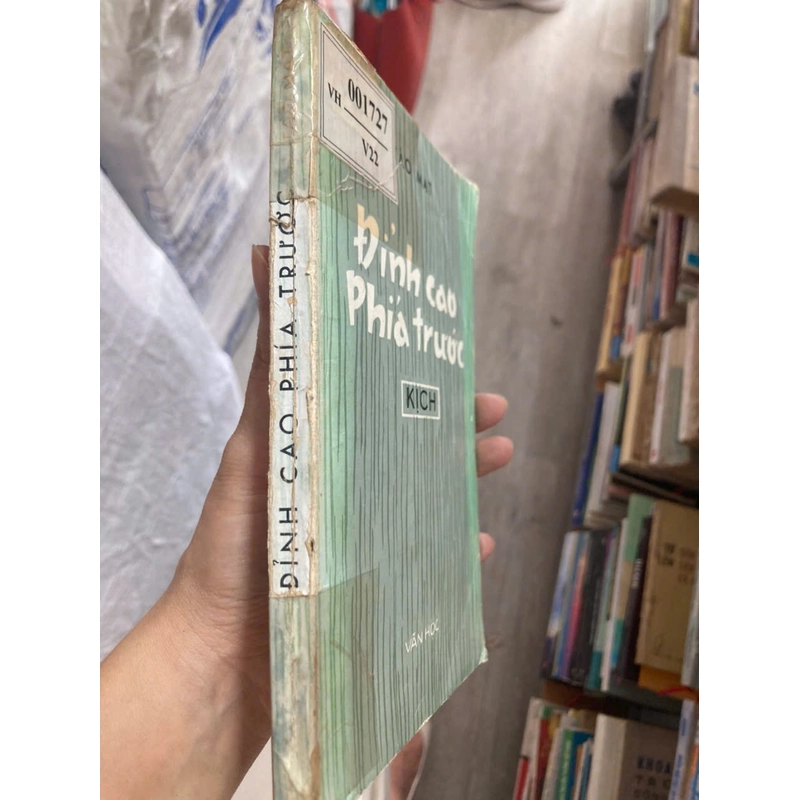 001727
VH
V22
Đỉnh cao
Phía trước
KỊCH
VĂN HỌC
ĐỈNH CAO PHÍA TRƯỚC